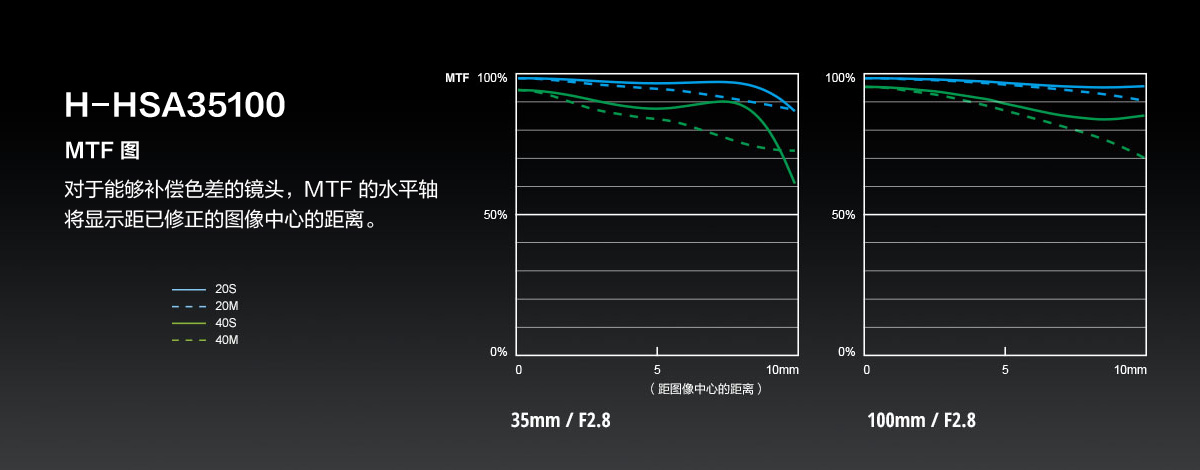 H-HSA35100
MTF 图
对于能够补偿色差的镜头，MTF 的水平轴
将显示距已修正的图像中心的距离。
20S
20M
40S
40M
MTF 100%
50%
0%
0 5 10mm
（ 距图像中心的距离 ）
35mm / F2.8
100%
50%
0%
0 5 10mm
100mm / F2.8